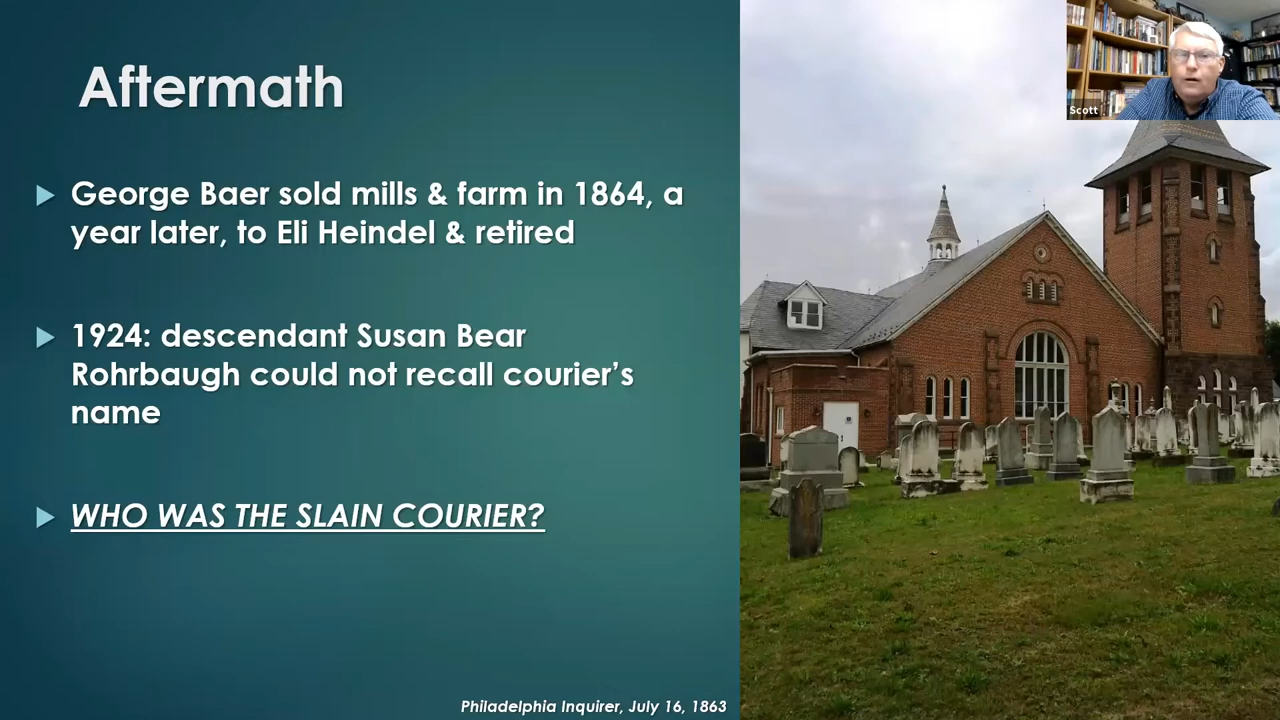 Aftermath
George Baer sold mills & farm in 1864, a
year later, to Eli Heindel & retired
1924: descendant Susan Bear
Rohrbaugh could not recall courier's
name
WHO WAS THE SLAIN COURIER?
Philadelphia Inquirer, July 16, 1863
Scott